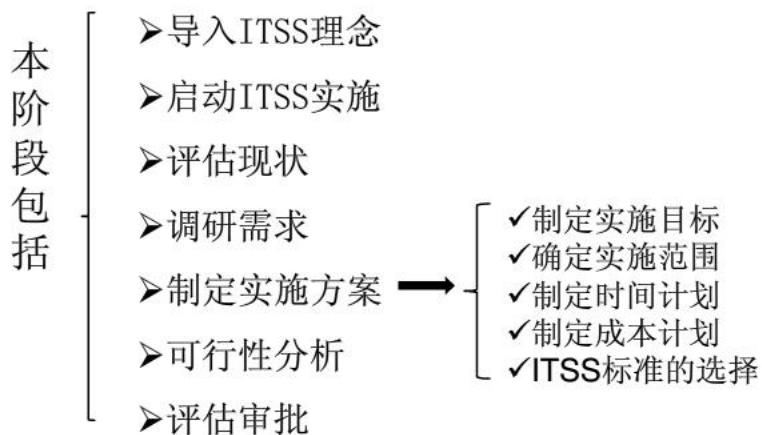 本阶段包括
➢导入ITSS理念
➢启动ITSS实施
➢评估现状
➢调研需求
➢制定实施方案
➢可行性分析
➢评估审批
✓制定实施目标
✓确定实施范围
✓制定时间计划
✓制定成本计划
✓ITSS标准的选择